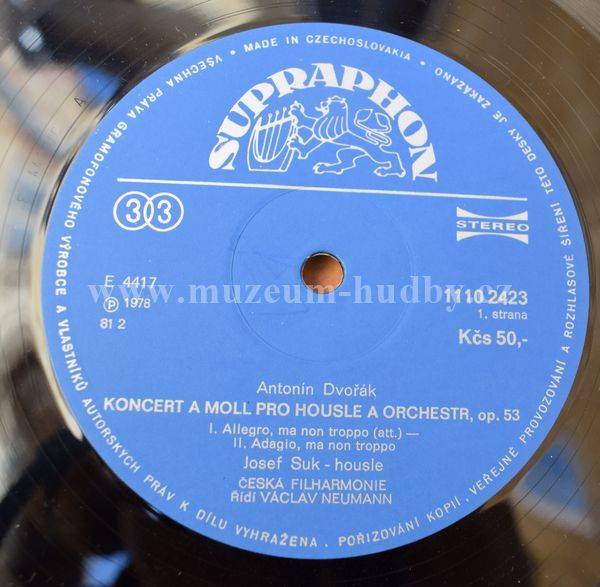 VŠECHNA PRÁVA GRAMOFONOVÉHO VÝROBCE A VLASTNÍKŮ AUTORSKÝCH PRÁV K DÍLU VYHRAŽENA. POŘIZOVÁNÍ KOPIÍ, VEŘEJNÉ PROVOZOVÁNÍ A ROZHLASOVÉ ŠÍŘENÍ TÉTO DESKY JE ZAKÁZÁNO • MADE IN CZECHOSLOVAKIA •
SUPRAPHON
33
STEREO
E 4417
Ⓟ 1978
81 2
www.muzeum-hudby.cz
1110 2423
1. strana
Kčs 50,-
Antonín Dvořák
KONCERT A MOLL PRO HOUSLE A ORCHESTR, op. 53
I. Allegro, ma non troppo (att.) —
II. Adagio, ma non troppo
Josef Suk - housle
ČESKÁ FILHARMONIE
Řídí VÁCLAV NEUMANN